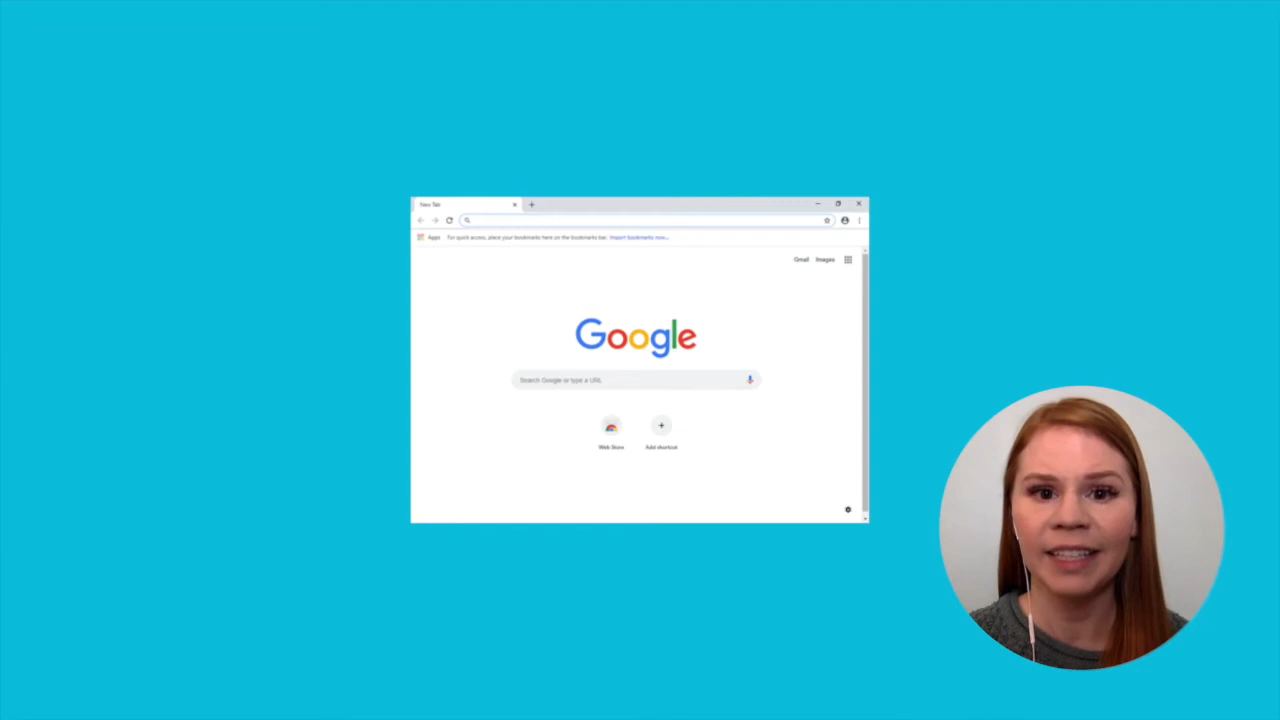 New Tab
Apps For quick access, place your bookmarks here on the bookmarks bar. Import bookmarks now...
Gmail Images
Google
Search Google or type a URL
Web Store Add shortcut